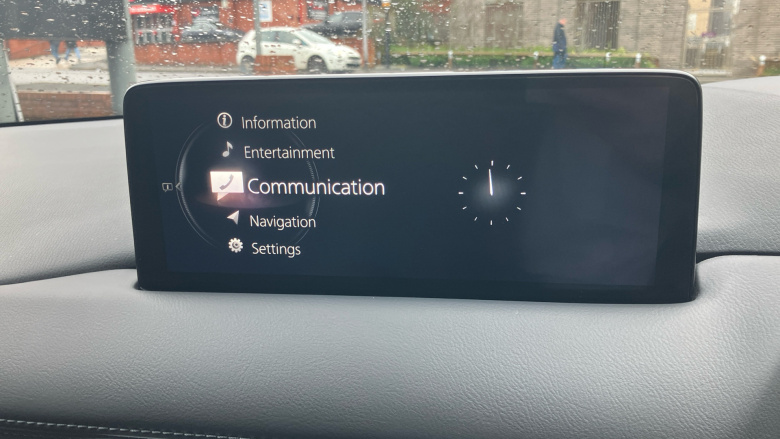 Information
Entertainment
Communication
Navigation
Settings